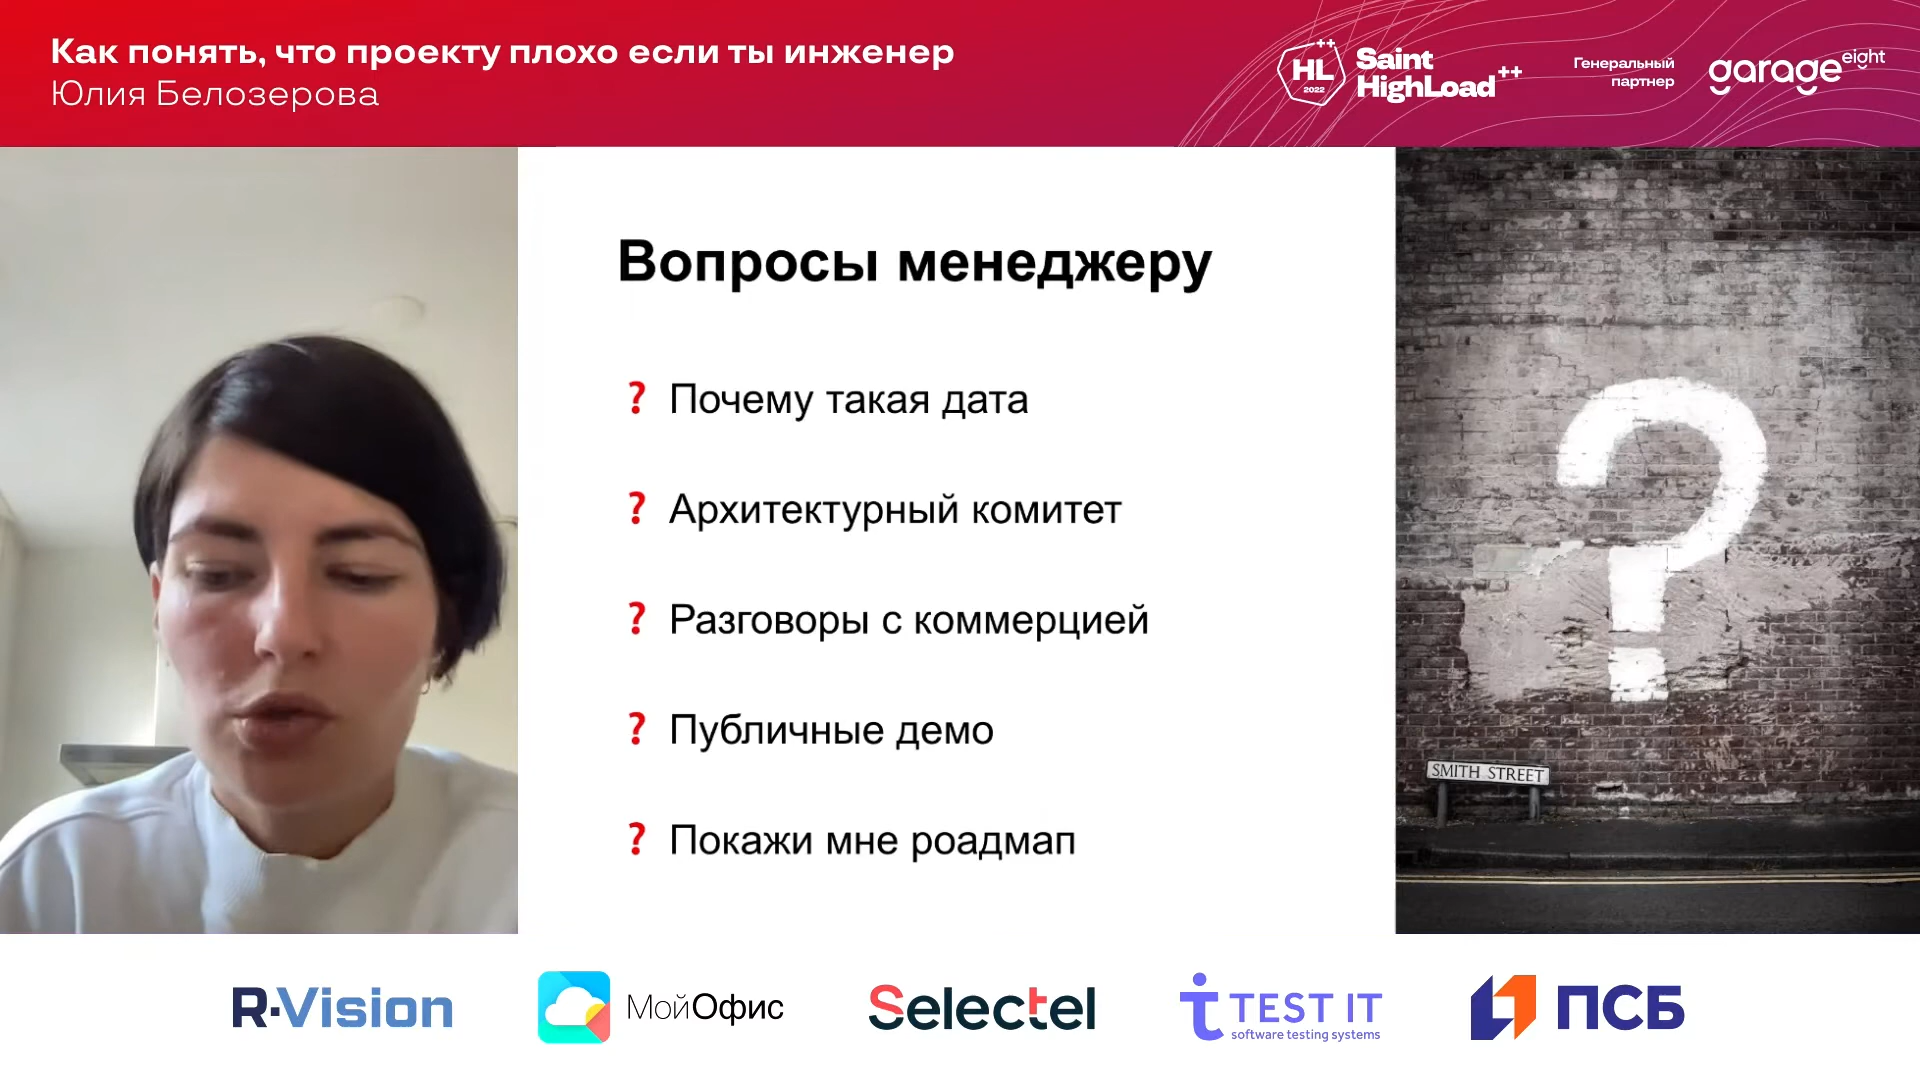 Как понять, что проекту плохо если ты инженер
Юлия Белозерова
HL++
2022
Saint
HighLoad++
Генеральный
партнер
garage eight
Вопросы менеджеру
? Почему такая дата
? Архитектурный комитет
? Разговоры с коммерцией
? Публичные демо
? Покажи мне роадмап
?
SMITH STREET
R·Vision
МойОфис
Selectel
TEST IT
software testing systems
ПСБ